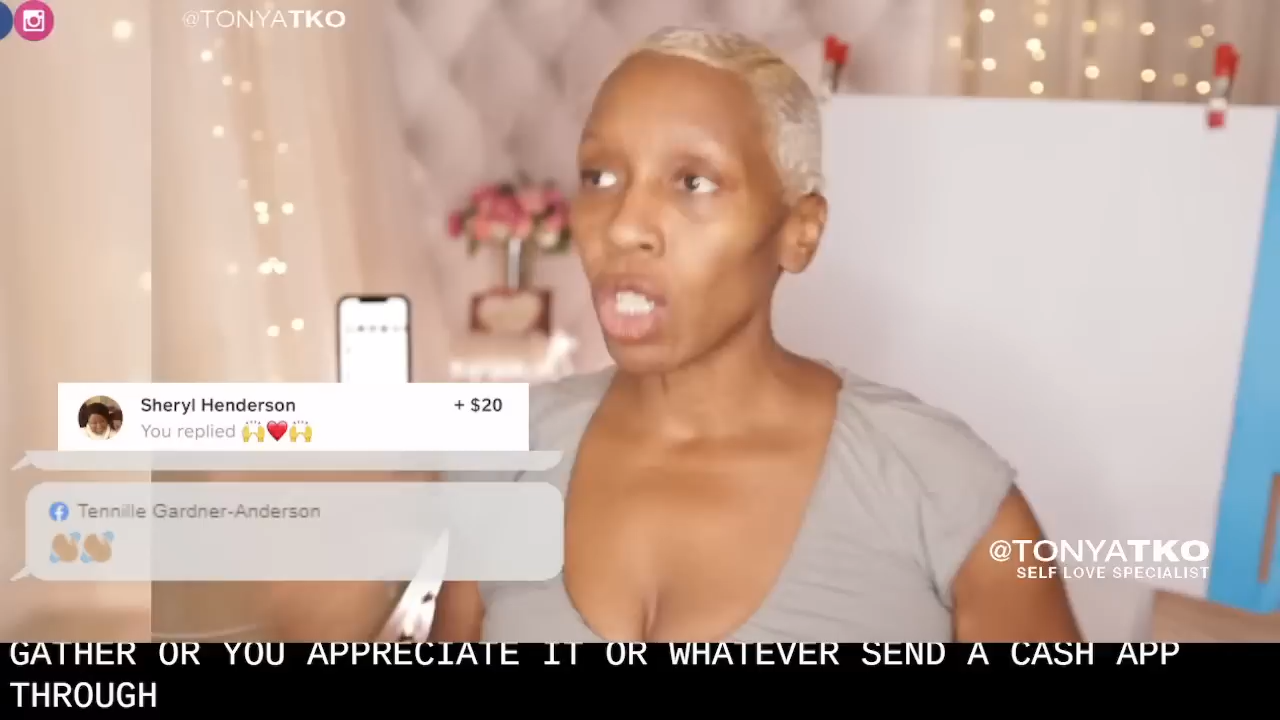 @TONYATKO
Sheryl Henderson
+ $20
You replied 🙌❤️🙌
Tennille Gardner-Anderson
👋🏽👋🏽
@TONYATKO
SELF LOVE SPECIALIST
GATHER OR YOU APPRECIATE IT OR WHATEVER SEND A CASH APP
THROUGH